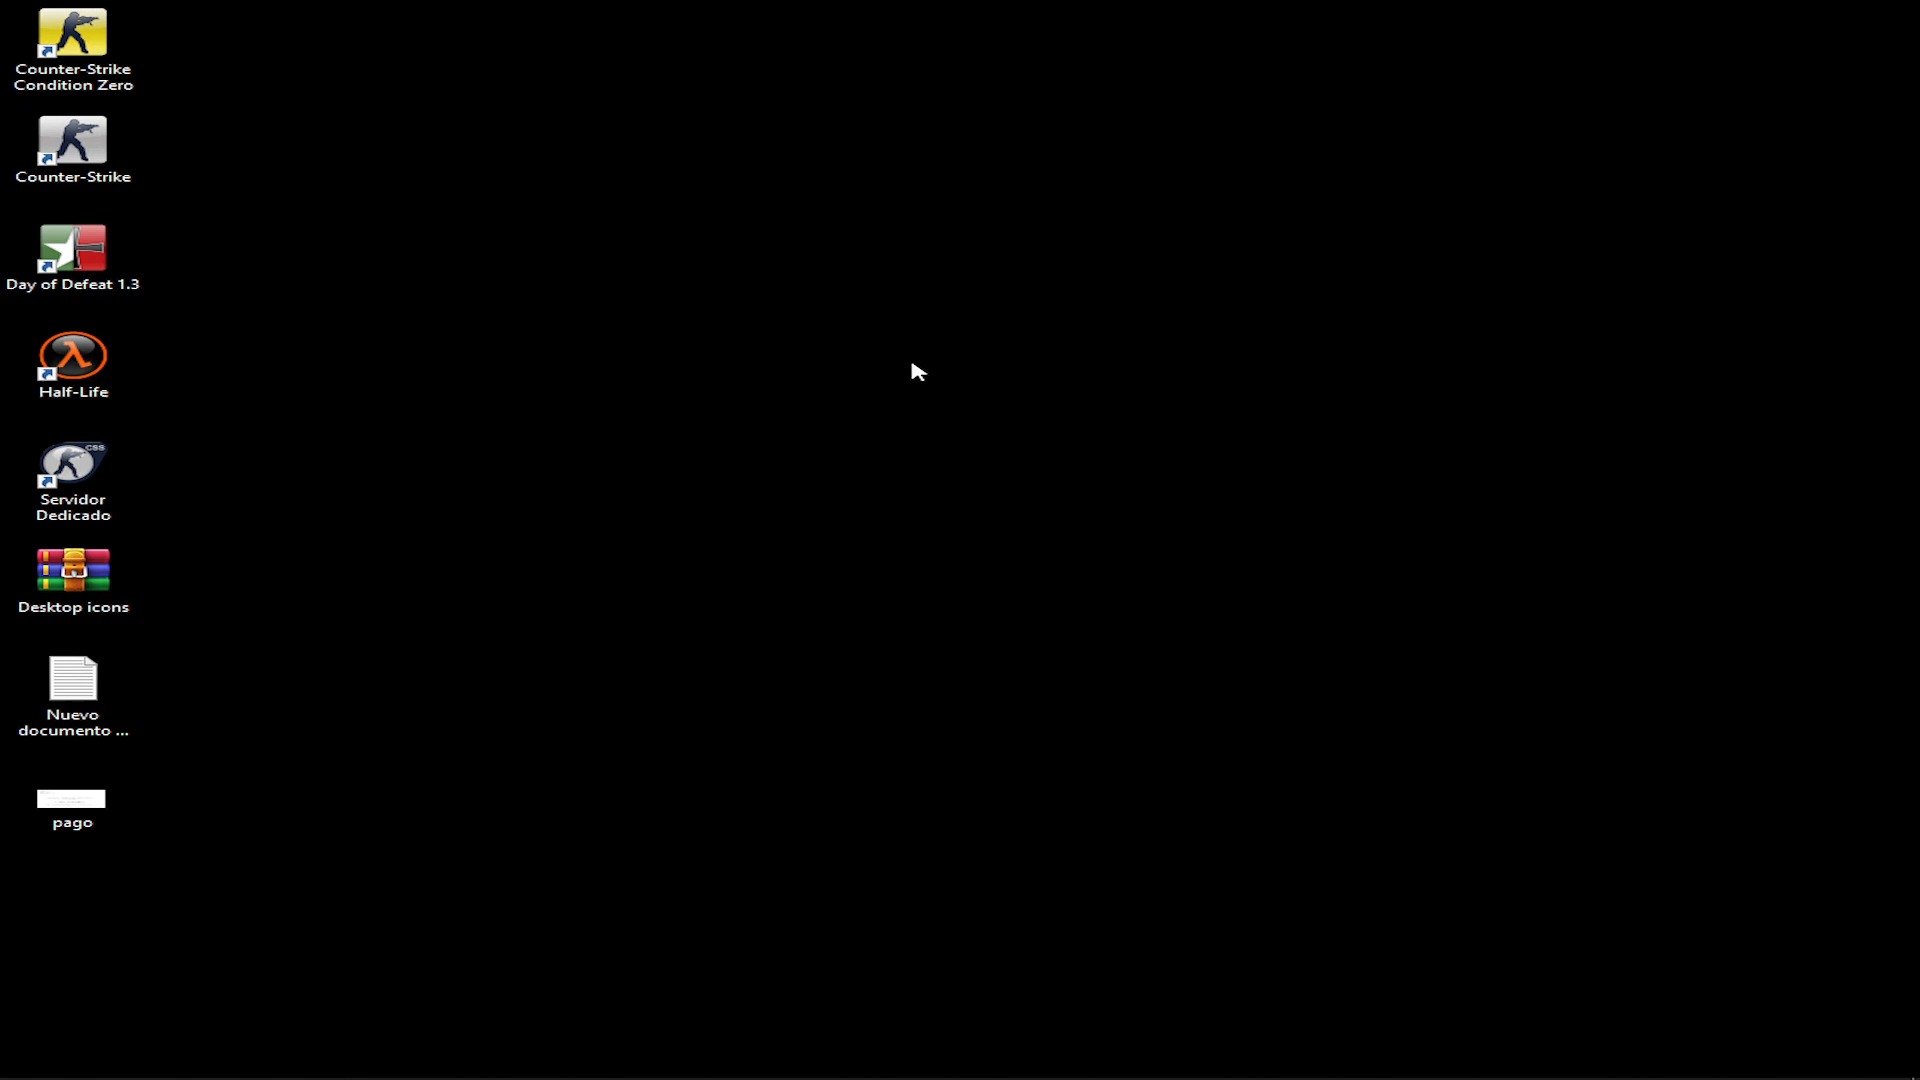 Counter-Strike
Condition Zero
Counter-Strike
Day of Defeat 1.3
Half-Life
CSS
Servidor
Dedicado
Desktop icons
Nuevo
documento ...
pago